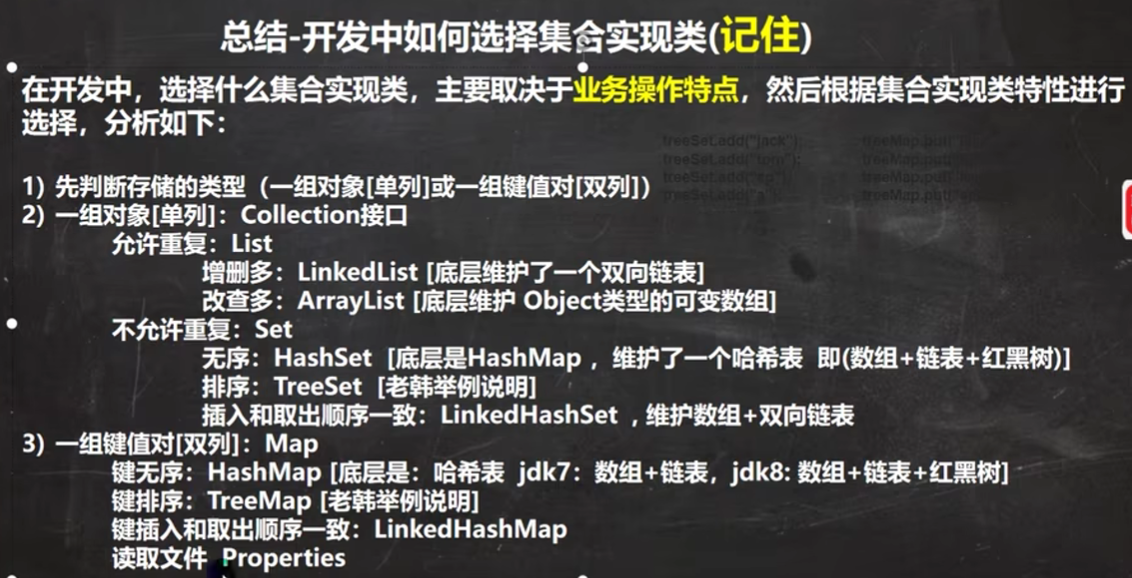 总结-开发中如何选择集合实现类(记住)
在开发中，选择什么集合实现类，主要取决于业务操作特点，然后根据集合实现类特性进行
选择，分析如下：
treeSet.add("jack");
treeSet.add("tom");
treeSet.add("sp");
treeSet.add("a"
treeMap.put("
treeMap.put(
treeMap.put("
treeMap.put("
1) 先判断存储的类型（一组对象[单列]或一组键值对[双列]）
2) 一组对象[单列]：Collection接口
允许重复：List
增删多：LinkedList [底层维护了一个双向链表]
改查多：ArrayList [底层维护 Object类型的可变数组]
不允许重复：Set
无序：HashSet [底层是HashMap ，维护了一个哈希表 即(数组+链表+红黑树)]
排序：TreeSet [老韩举例说明]
插入和取出顺序一致：LinkedHashSet , 维护数组+双向链表
3) 一组键值对[双列]：Map
键无序：HashMap [底层是：哈希表 jdk7：数组+链表，jdk8: 数组+链表+红黑树]
键排序：TreeMap [老韩举例说明]
键插入和取出顺序一致：LinkedHashMap
读取文件 Properties